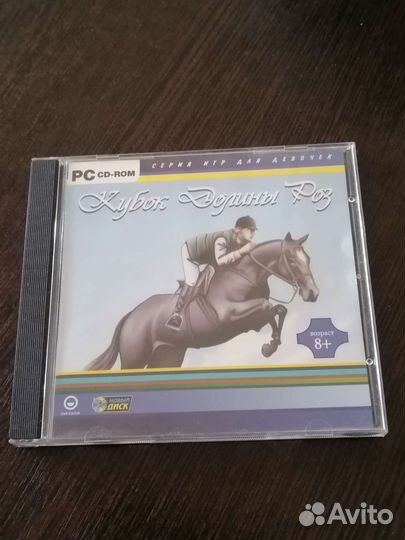 PC CD-ROM
СЕРИЯ ИГР ДЛЯ ДЕВОЧЕК
Кубок Долины Роз
возраст
8+
НОВЫЙ
ДИСК
Avito